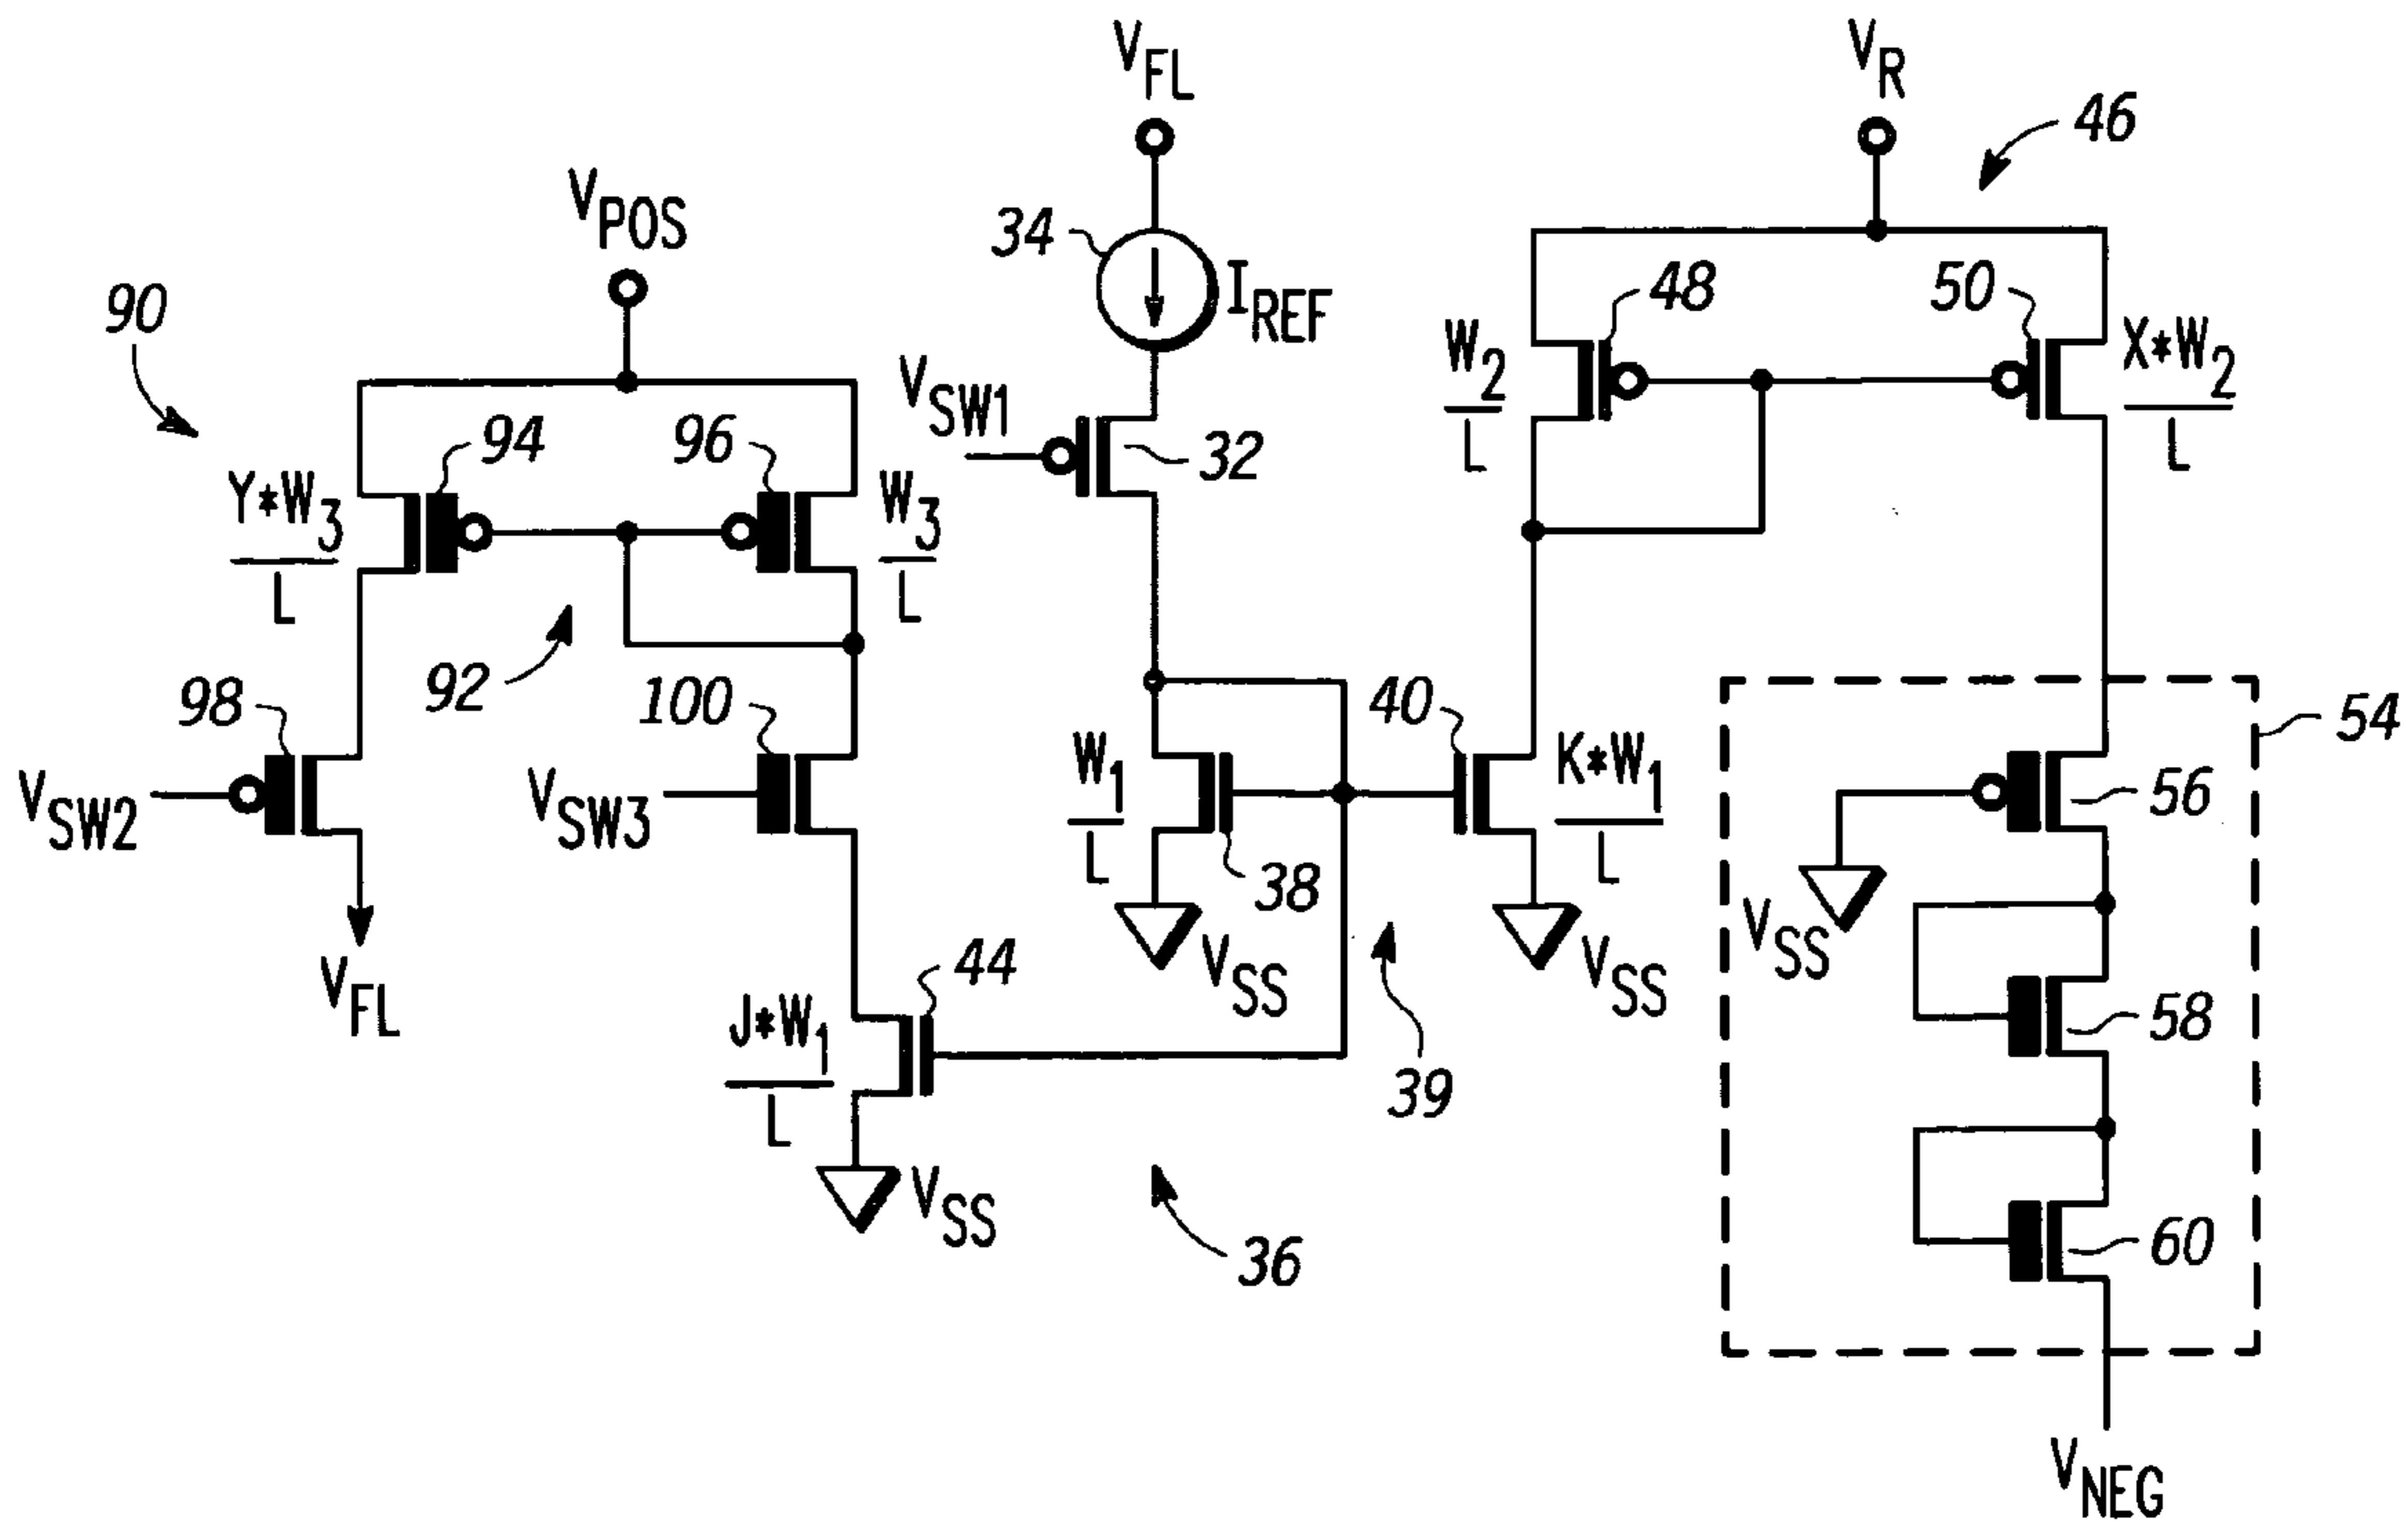 V_FL
V_R
46
V_POS
34
I_REF
90
48
50
W_2
L
X*W_2
L
V_SW1
94
96
32
Y*W_3
L
W_3
L
92
98
100
40
54
V_SW2
V_SW3
W_1
L
K*W_1
L
56
38
V_SS
V_SS
V_SS
V_FL
44
58
J*W_1
L
39
V_SS
36
60
V_NEG